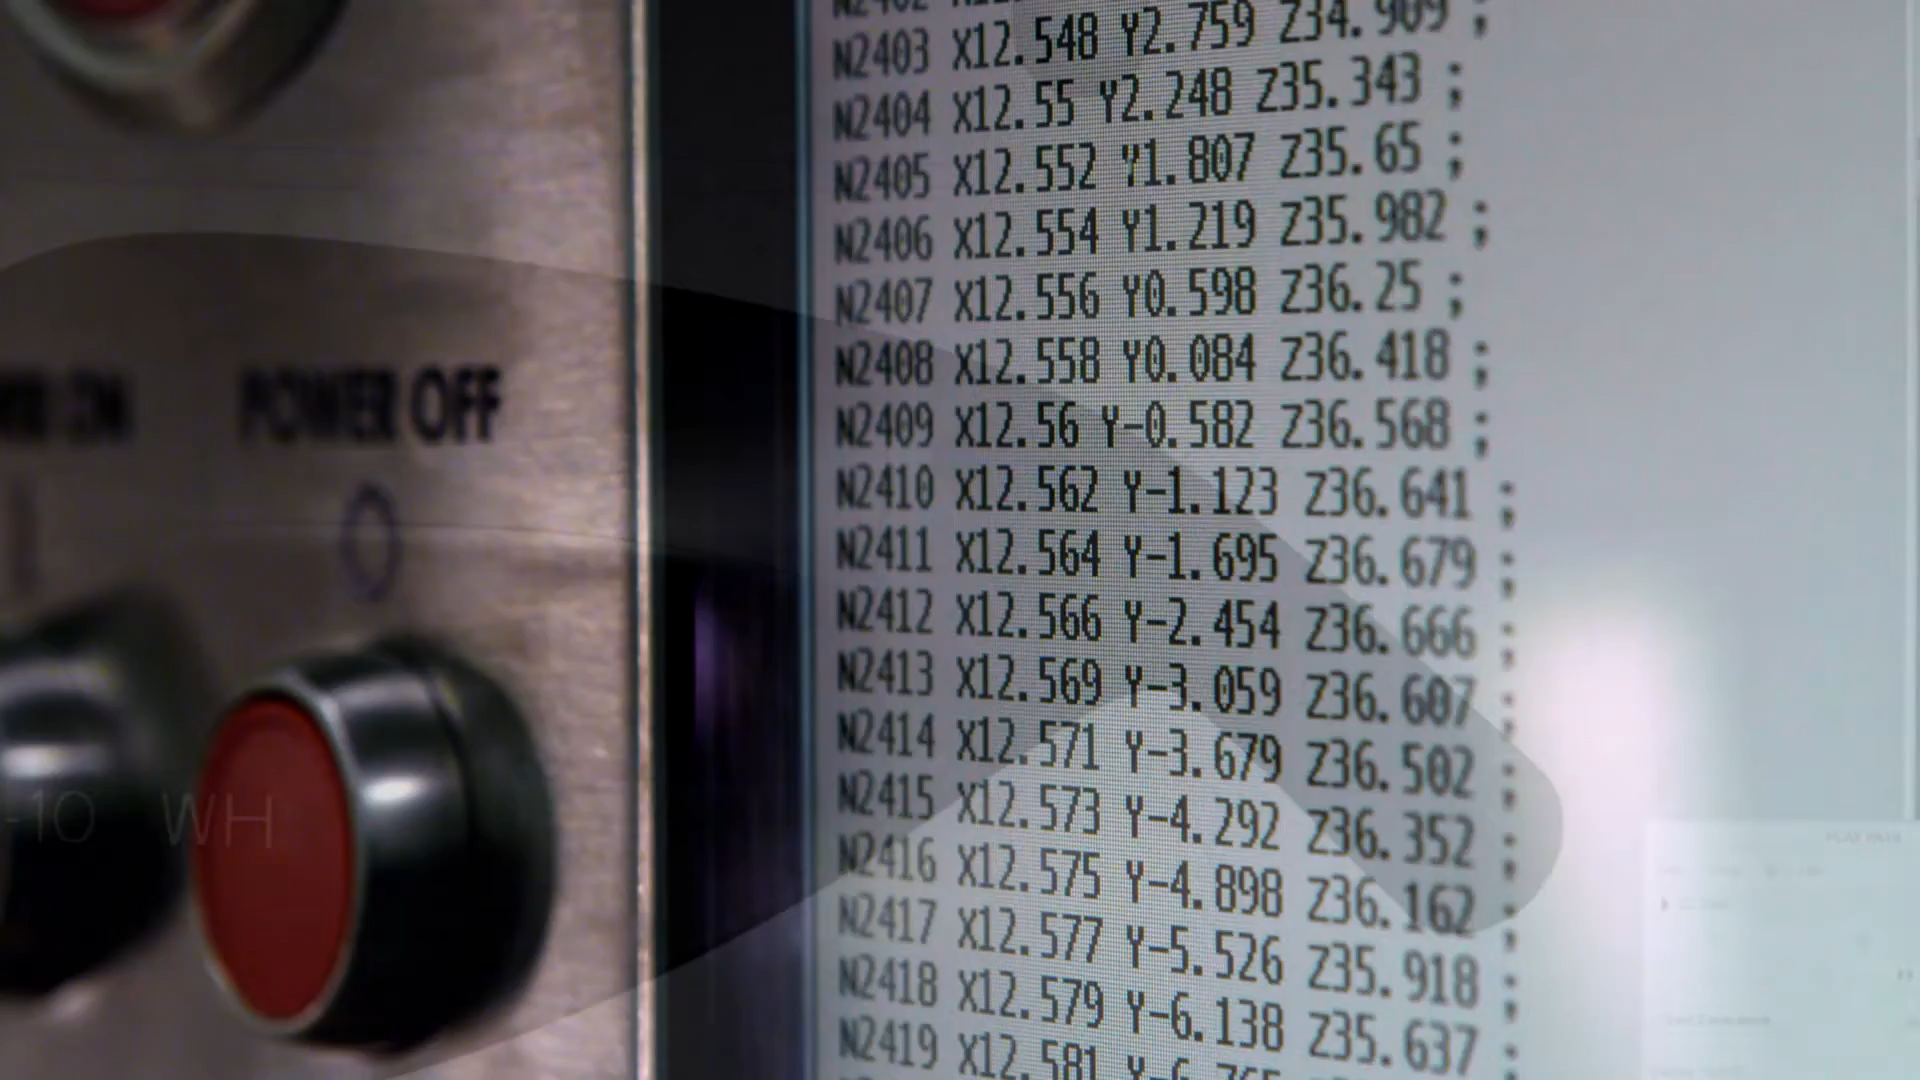 N2403 X12.548 Y2.759 Z34.909 ;
N2404 X12.55 Y2.248 Z35.343 ;
N2405 X12.552 Y1.807 Z35.65 ;
N2406 X12.554 Y1.219 Z35.982 ;
N2407 X12.556 Y0.598 Z36.25 ;
N2408 X12.558 Y0.084 Z36.418 ;
N2409 X12.56 Y-0.582 Z36.568 ;
N2410 X12.562 Y-1.123 Z36.641 ;
N2411 X12.564 Y-1.695 Z36.679 ;
N2412 X12.566 Y-2.454 Z36.666 ;
N2413 X12.569 Y-3.059 Z36.607 ;
N2414 X12.571 Y-3.679 Z36.502 ;
N2415 X12.573 Y-4.292 Z36.352 ;
N2416 X12.575 Y-4.898 Z36.162 ;
N2417 X12.577 Y-5.526 Z35.918 ;
N2418 X12.579 Y-6.138 Z35.637 ;
N2419 X12.581
POWER OFF
O
-10 WH